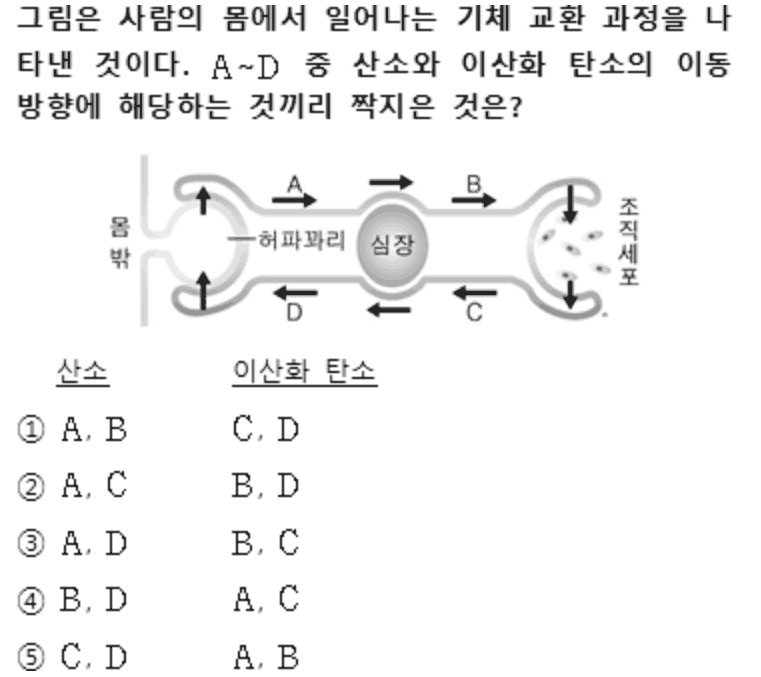 그림은 사람의 몸에서 일어나는 기체 교환 과정을 나
타낸 것이다. A~D 중 산소와 이산화 탄소의 이동
방향에 해당하는 것끼리 짝지은 것은?
A
B
몸
밖
허파꽈리
심장
조
직
세
포
D
C
산소 이산화 탄소
① A, B C, D
② A, C B, D
③ A, D B, C
④ B, D A, C
⑤ C, D A, B